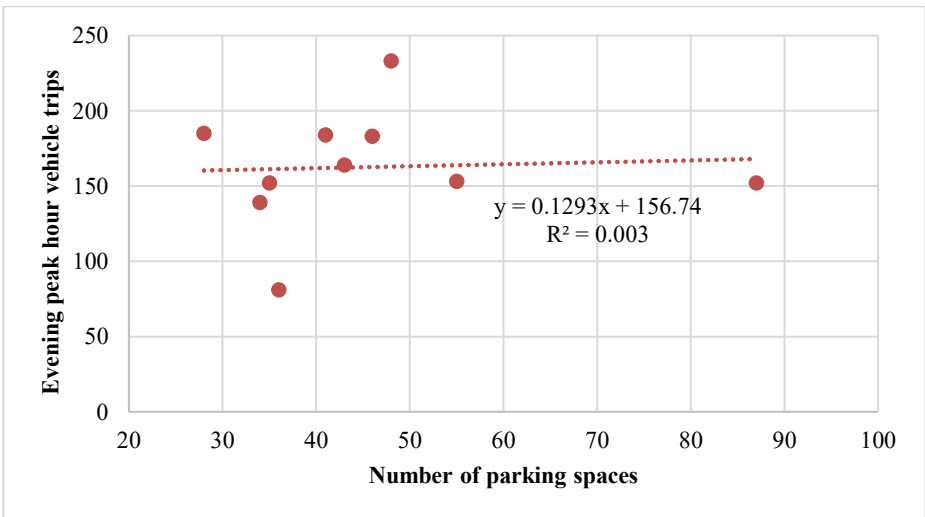 250
200
150
100
50
0
Evening peak hour vehicle trips
y = 0.1293x + 156.74
R² = 0.003
20 30 40 50 60 70 80 90 100
Number of parking spaces